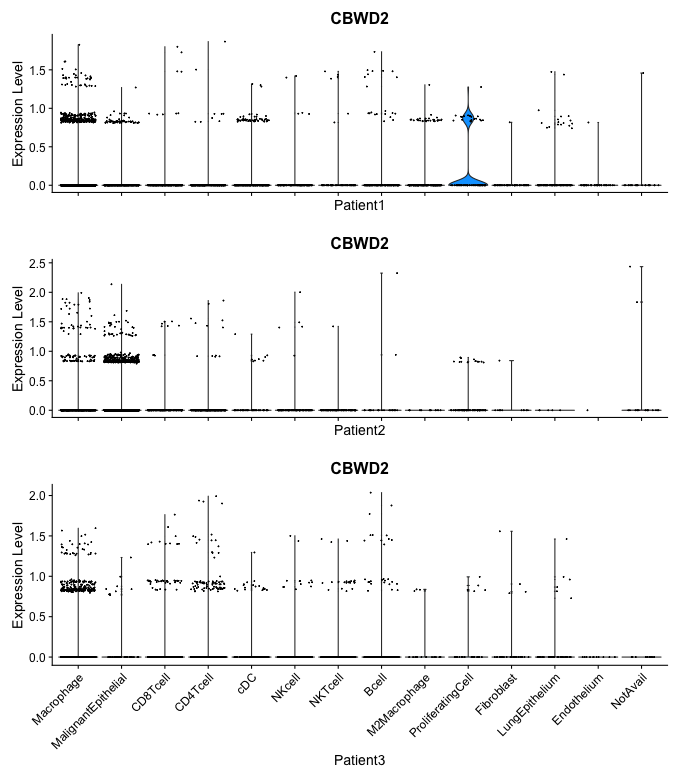 CBWD2
Expression Level
1.5
1.0
0.5
0.0
Patient1
CBWD2
Expression Level
2.5
2.0
1.5
1.0
0.5
0.0
Patient2
CBWD2
Expression Level
2.0
1.5
1.0
0.5
0.0
Macrophage
MalignantEpithelial
CD8Tcell
CD4Tcell
cDC
NKcell
NKTcell
Bcell
M2Macrophage
ProliferatingCell
Fibroblast
LungEpithelium
Endothelium
NotAvail
Patient3